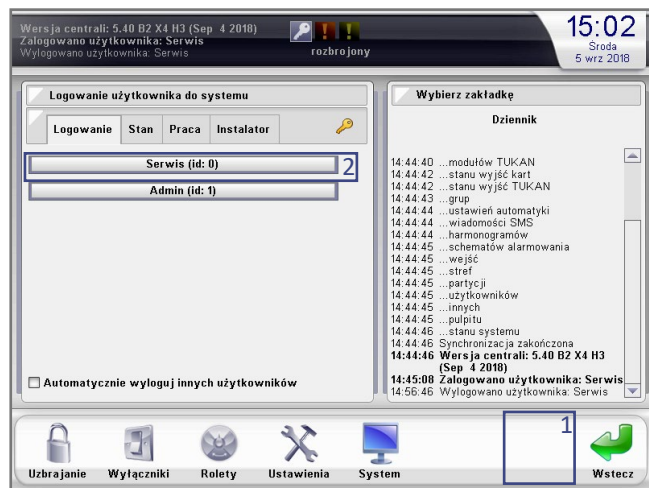 Wersja centrali: 5.40 B2 X4 H3 (Sep 4 2018)
Zalogowano użytkownika: Serwis
Wylogowano użytkownika: Serwis
rozbrojony
15:02
Środa
5 wrz 2018
Logowanie użytkownika do systemu
Logowanie Stan Praca Instalator
Serwis (id: 0)
2
Admin (id: 1)
Automatycznie wyloguj innych użytkowników
Wybierz zakładkę
Dziennik
14:44:40 ...modułów TUKAN
14:44:42 ...stanu wyjść kart
14:44:42 ...stanu wyjść TUKAN
14:44:43 ...grup
14:44:44 ...ustawień automatyki
14:44:44 ...wiadomości SMS
14:44:44 ...harmonogramów
14:44:45 ...schematów alarmowania
14:44:45 ...wejść
14:44:45 ...stref
14:44:45 ...partycji
14:44:45 ...użytkowników
14:44:45 ...innych
14:44:45 ...pulpitu
14:44:46 ...stanu systemu
14:44:46 Synchronizacja zakończona
14:44:46 Wersja centrali: 5.40 B2 X4 H3
(Sep 4 2018)
14:45:08 Zalogowano użytkownika: Serwis
14:56:46 Wylogowano użytkownika: Serwis
1
Uzbrajanie Wyłączniki Rolety Ustawienia System Wstecz